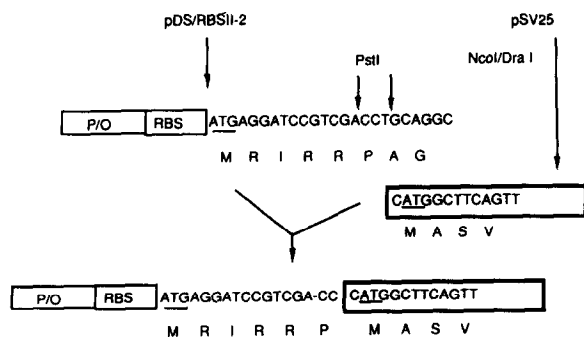 pDS/RBSII-2
pSV25
PstI
NcoI/Dra I
P/O
RBS
ATGAGGATCCGTCGACCTGCAGGC
M R I R R P A G
CATGGCTTCAGTT
M A S V
P/O
RBS
ATGAGGATCCGTCGA-CC
CATGGCTTCAGTT
M R I R R P
M A S V